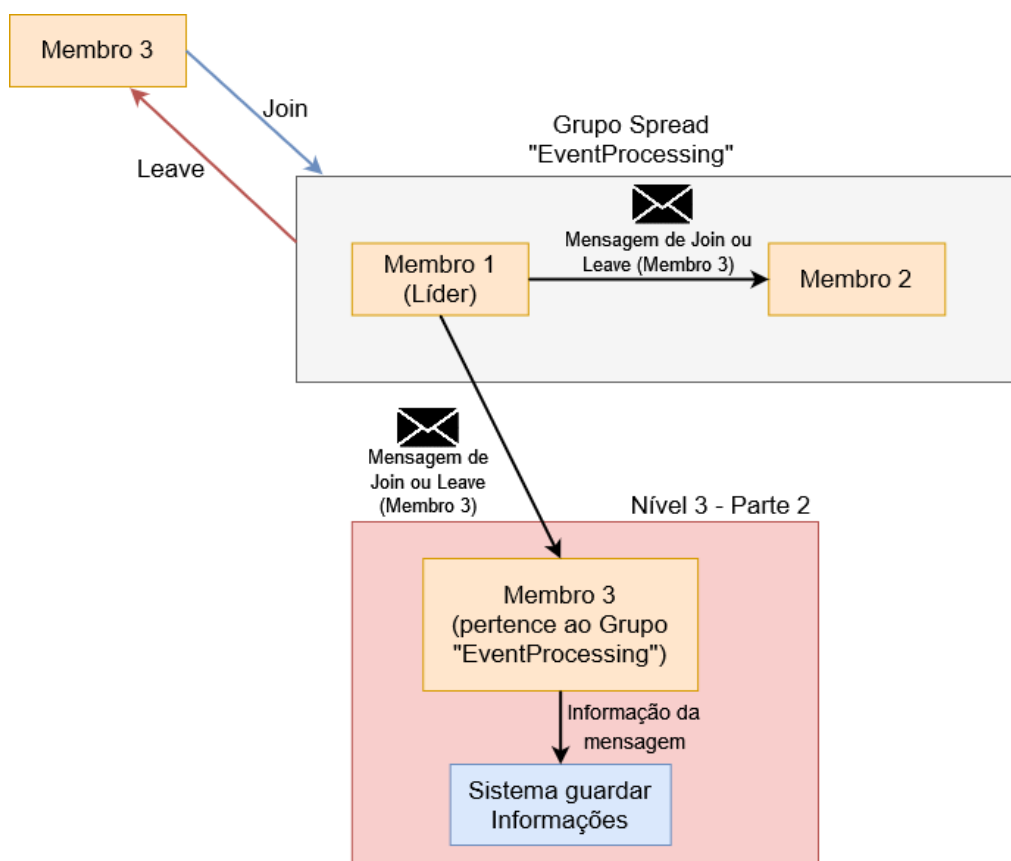 Membro 3
Join
Leave
Grupo Spread
"EventProcessing"
Mensagem de Join ou
Leave (Membro 3)
Membro 1
(Líder)
Membro 2
Mensagem de
Join ou Leave
(Membro 3)
Nível 3 - Parte 2
Membro 3
(pertence ao Grupo
"EventProcessing")
Informação da
mensagem
Sistema guardar
Informações